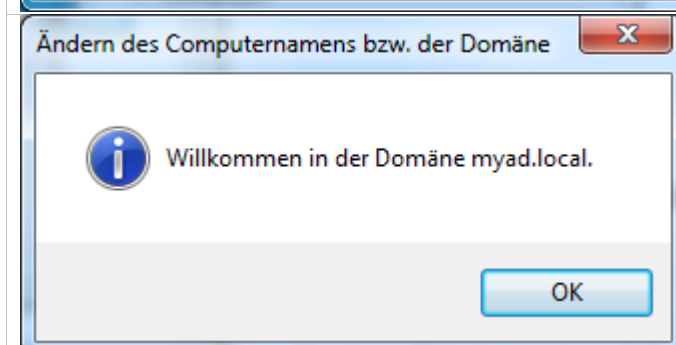 Ändern des Computernamens bzw. der Domäne
Willkommen in der Domäne myad.local.
OK